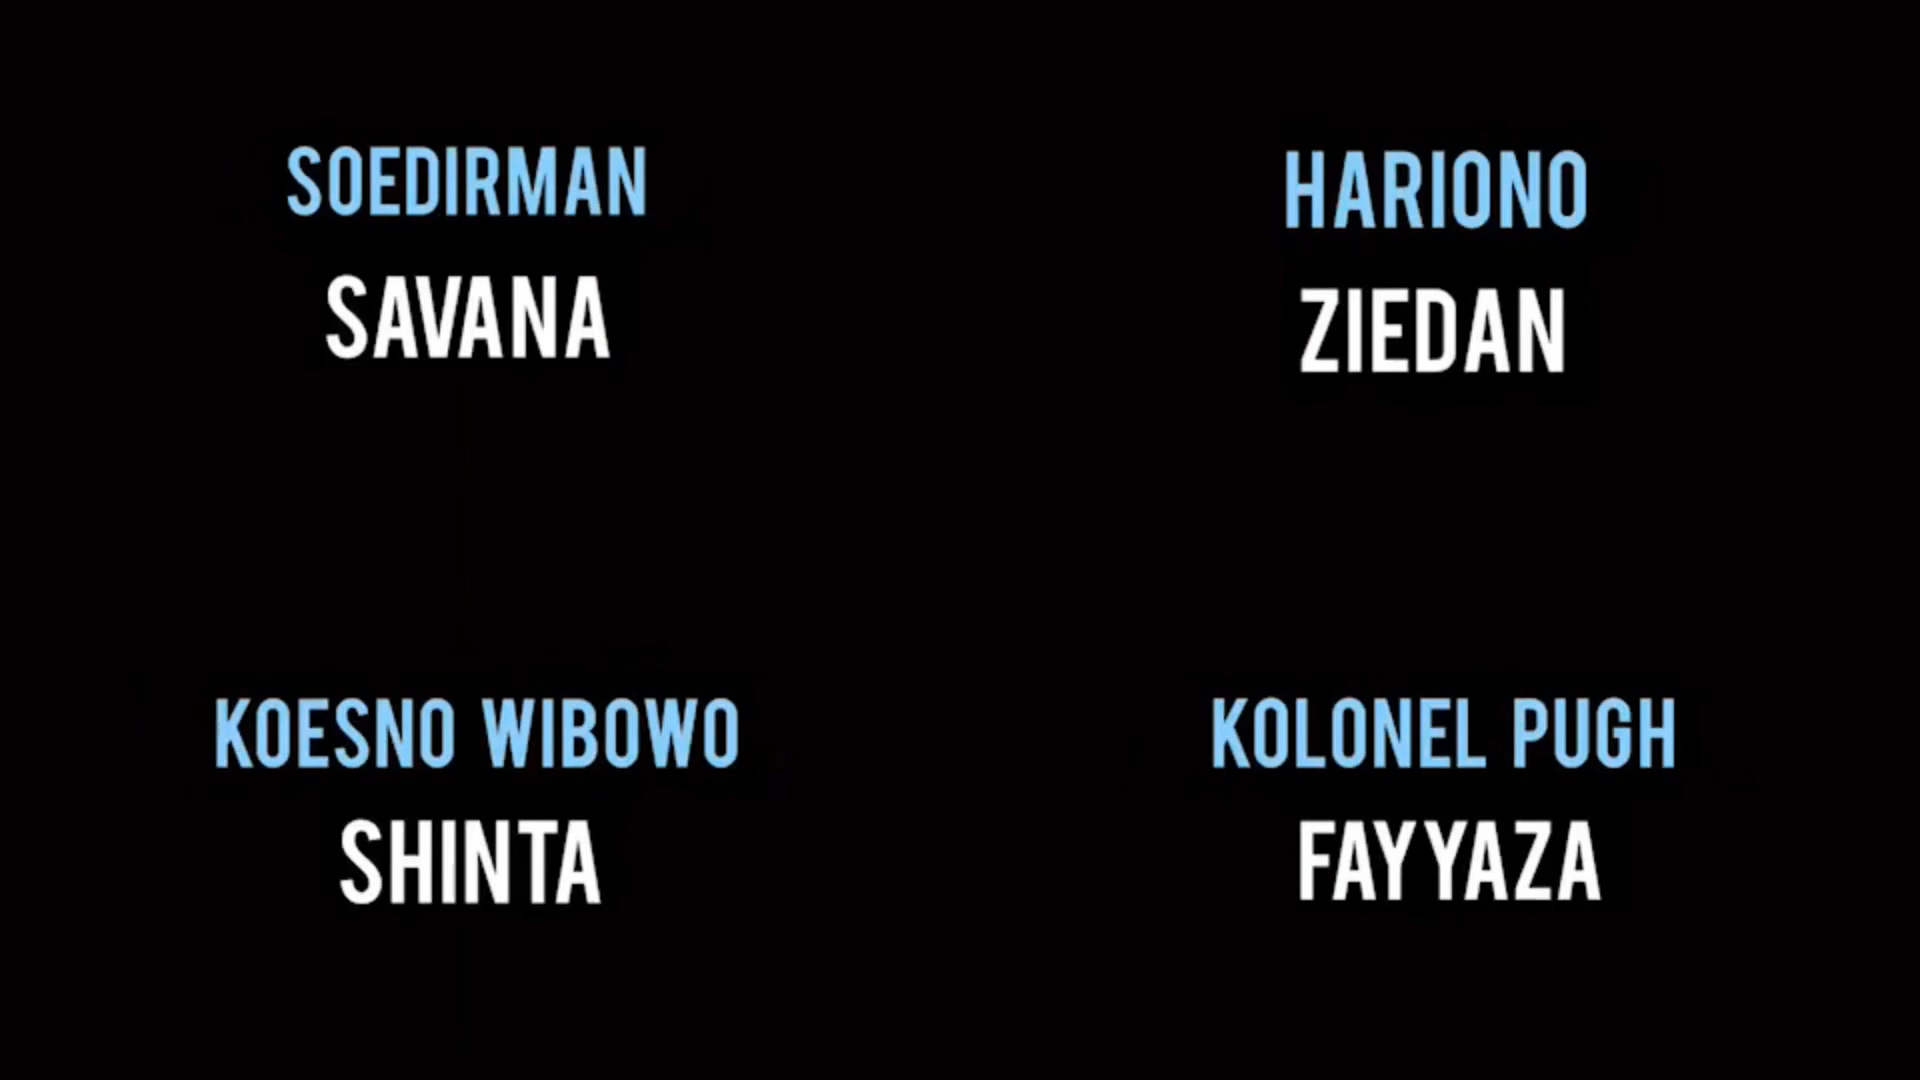 SOEDIRMAN
SAVANA
HARIONO
ZIEDAN
KOESNO WIBOWO
SHINTA
KOLONEL PUGH
FAYYAZA